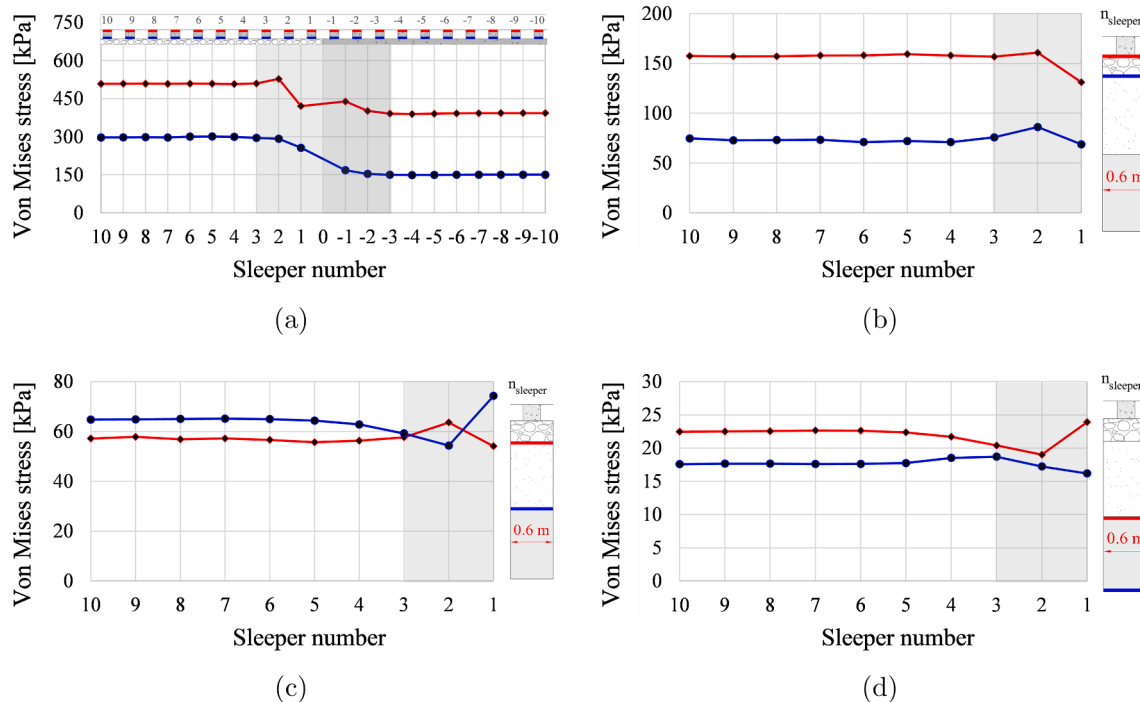 Von Mises stress [kPa]
750
600
450
300
150
0
10 9 8 7 6 5 4 3 2 1 -1 -2 -3 -4 -5 -6 -7 -8 -9 -10
10 9 8 7 6 5 4 3 2 1 0 -1 -2 -3 -4 -5 -6 -7 -8 -9 -10
Sleeper number
(a)
Von Mises stress [kPa]
200
150
100
50
0
10 9 8 7 6 5 4 3 2 1
Sleeper number
n_sleeper
0.6 m
(b)
Von Mises stress [kPa]
80
60
40
20
0
10 9 8 7 6 5 4 3 2 1
Sleeper number
n_sleeper
0.6 m
(c)
Von Mises stress [kPa]
30
25
20
15
10
5
0
10 9 8 7 6 5 4 3 2 1
Sleeper number
n_sleeper
0.6 m
(d)